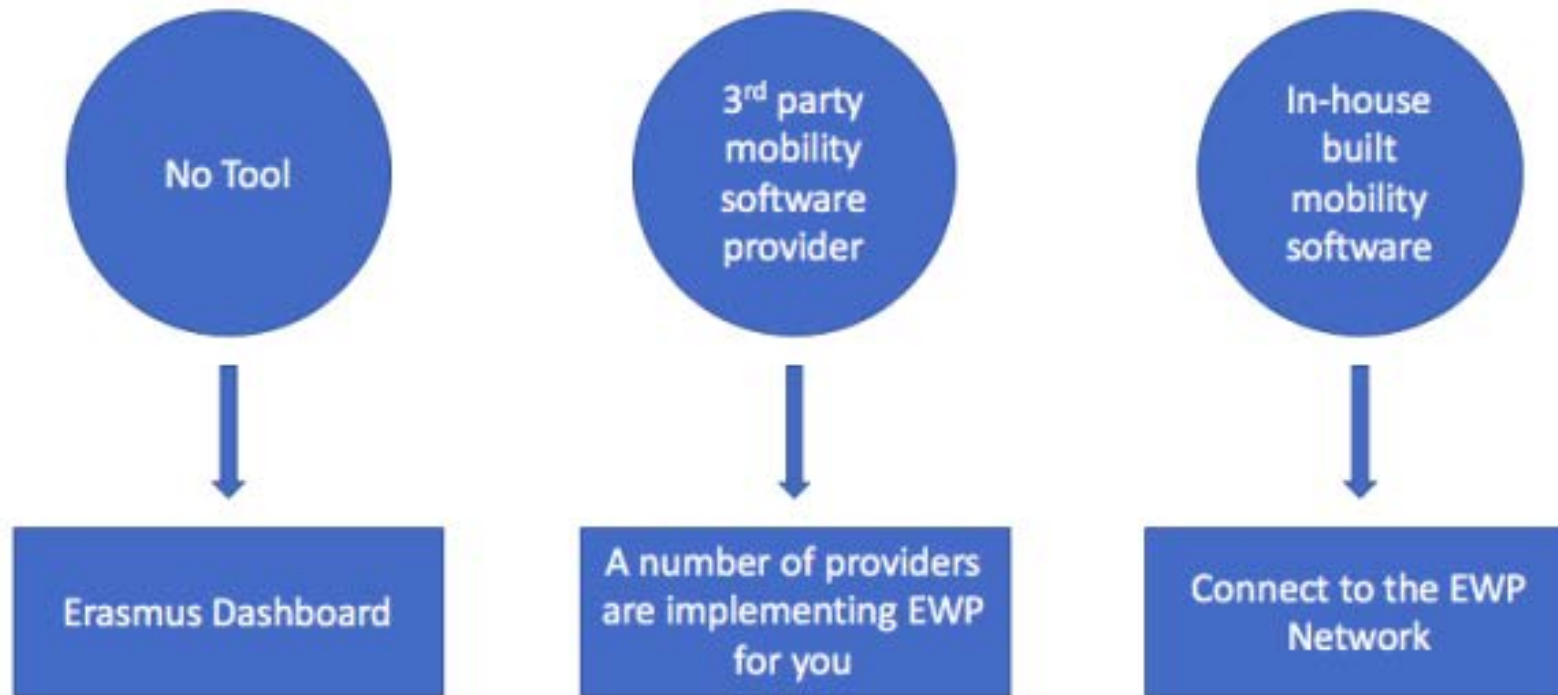 No Tool
3rd party
mobility
software
provider
In-house
built
mobility
software
Erasmus Dashboard
A number of providers
are implementing EWP
for you
Connect to the EWP
Network